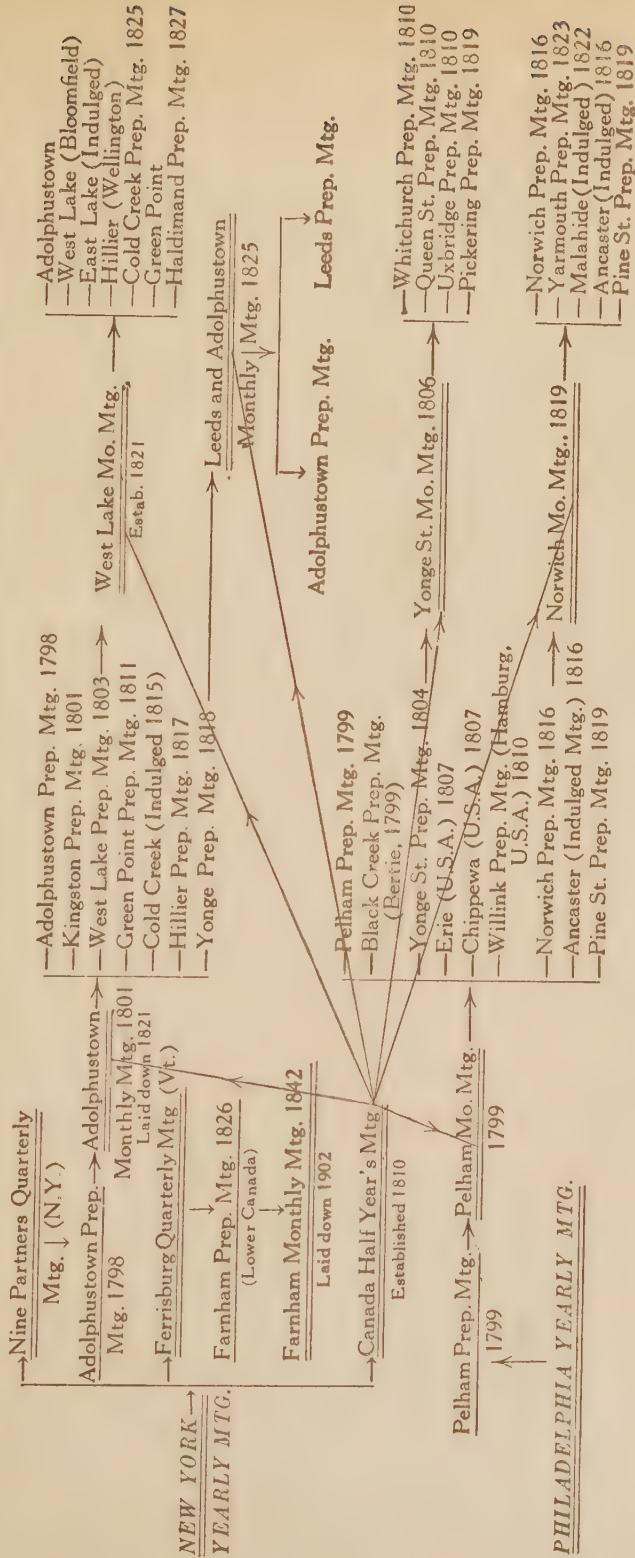 NEW YORK
YEARLY MTG.
Nine Partners Quarterly
Mtg. (N.Y.)
Adolphustown Prep.
Mtg. 1798
Adolphustown
Monthly Mtg. 1801
Laid down 1821
Ferrisburg Quarterly Mtg (Vt.)
Farnham Prep. Mtg. 1826
(Lower Canada)
Farnham Monthly Mtg. 1842
Laid down 1902
Canada Half Year's Mtg
Established 1810
Pelham Prep. Mtg.
1799
Pelham Mo. Mtg.
1799
PHILADELPHIA YEARLY MTG.
—Adolphustown Prep. Mtg. 1798
—Kingston Prep. Mtg. 1801
—West Lake Prep. Mtg. 1803
—Green Point Prep. Mtg. 1811
—Cold Creek (Indulged 1815)
—Hillier Prep. Mtg. 1817
—Yonge Prep. Mtg. 1818
—Pelham Prep. Mtg. 1799
—Black Creek Prep. Mtg.
(Bertie, 1799)
—Yonge St. Prep. Mtg. 1804
—Erie (U.S.A.) 1807
—Chippewa (U.S.A.) 1807
—Willink Prep. Mtg. (Hamburg,
U.S.A.) 1810
—Norwich Prep. Mtg. 1816
—Ancaster (Indulged Mtg.) 1816
—Pine St. Prep. Mtg. 1819
West Lake Mo. Mtg.
Estab. 1821
—Adolphustown
—West Lake (Bloomfield)
—East Lake (Indulged)
—Hillier (Wellington)
—Cold Creek Prep. Mtg. 1825
—Green Point
—Haldimand Prep. Mtg. 1827
Leeds and Adolphustown
Monthly Mtg. 1825
Adolphustown Prep. Mtg.
Leeds Prep. Mtg.
Yonge St. Mo. Mtg. 1806
—Whitchurch Prep. Mtg. 1810
—Queen St. Prep. Mtg. 1810
—Uxbridge Prep. Mtg. 1810
—Pickering Prep. Mtg. 1819
Norwich Mo. Mtg., 1819
—Norwich Prep. Mtg. 1816
—Yarmouth Prep. Mtg. 1823
—Malahide (Indulged) 1822
—Ancaster (Indulged) 1816
—Pine St. Prep. Mtg. 1819